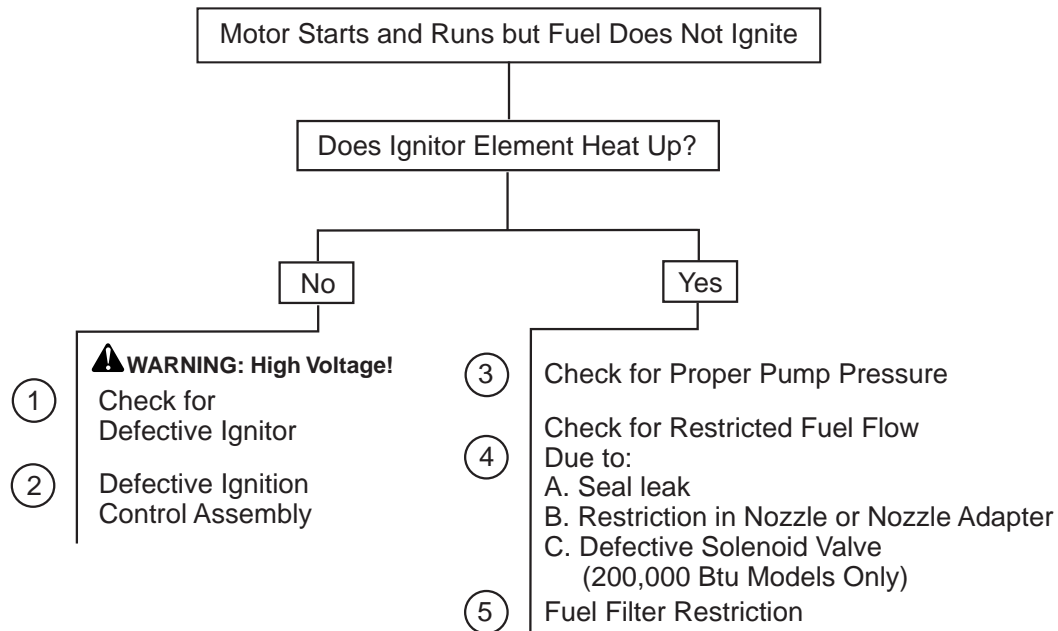 Motor Starts and Runs but Fuel Does Not Ignite
Does Ignitor Element Heat Up?
No
WARNING: High Voltage!
1
Check for
Defective Ignitor
2
Defective Ignition
Control Assembly
Yes
3
Check for Proper Pump Pressure
4
Check for Restricted Fuel Flow
Due to:
A. Seal leak
B. Restriction in Nozzle or Nozzle Adapter
C. Defective Solenoid Valve
(200,000 Btu Models Only)
5
Fuel Filter Restriction